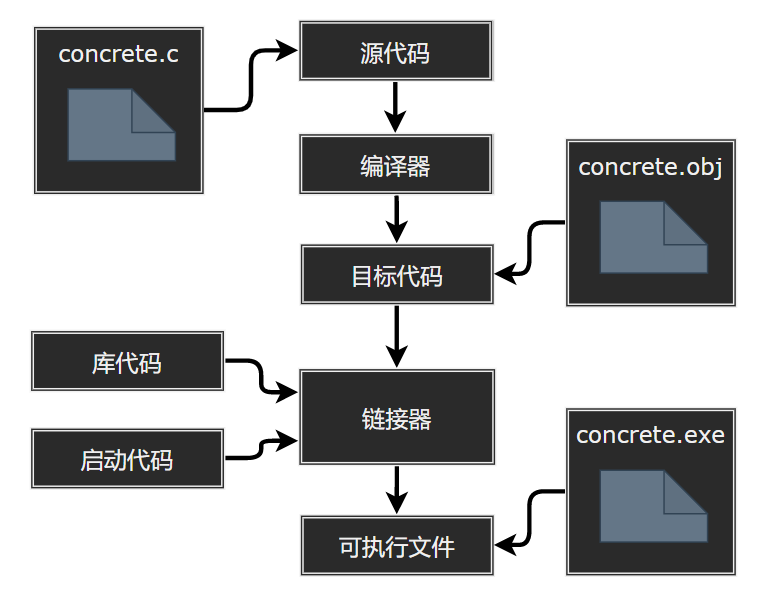 concrete.c
源代码
编译器
concrete.obj
目标代码
库代码
链接器
启动代码
concrete.exe
可执行文件